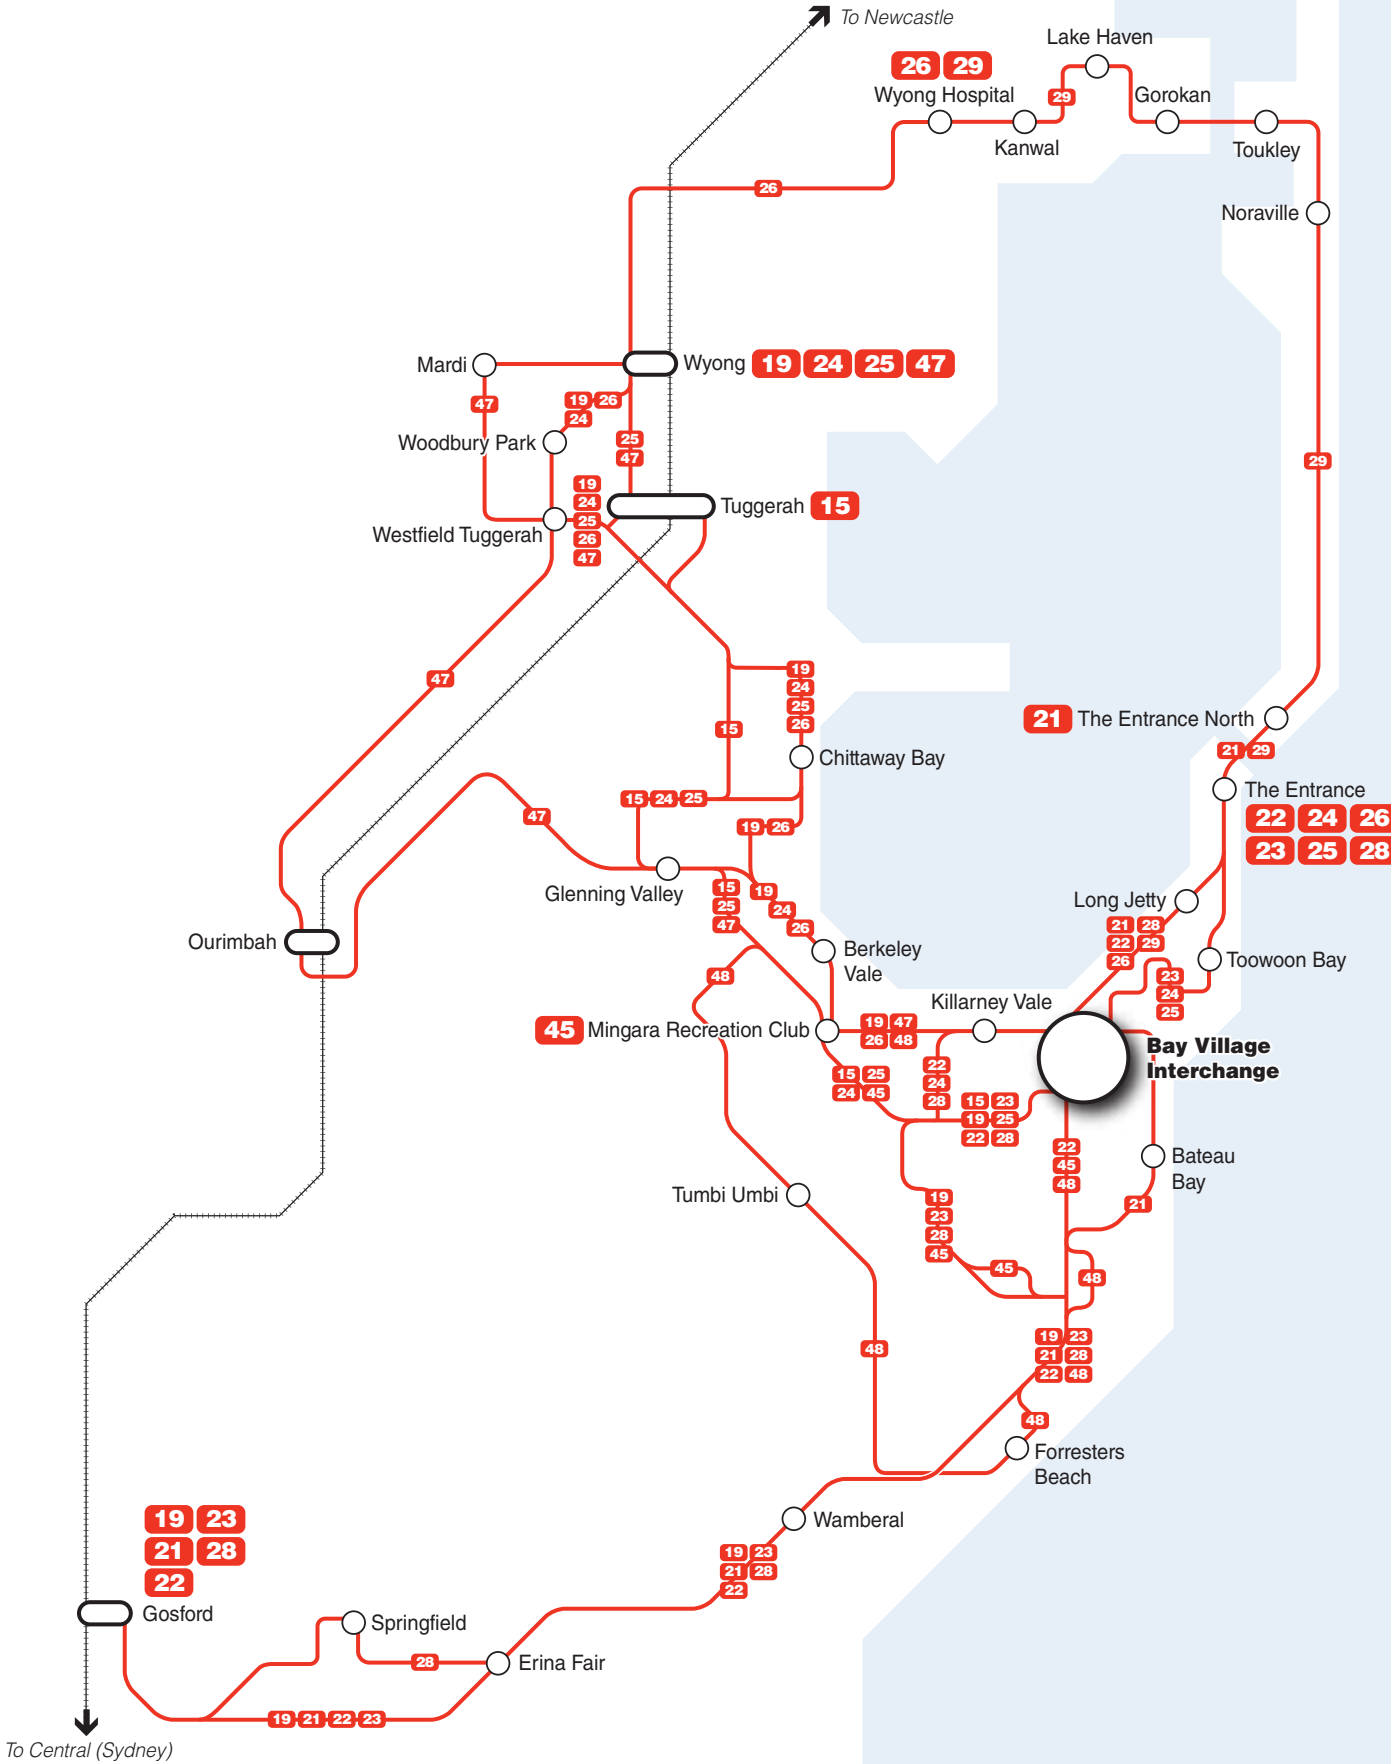 To Newcastle
Lake Haven
26 29
Wyong Hospital
29
Gorokan
Kanwal
Toukley
26
Noraville
Mardi
Wyong 19 24 25 47
47
19 26
24
Woodbury Park
25
47
29
19
24
25
26
47
Tuggerah 15
Westfield Tuggerah
47
19
24
25
26
15
21 The Entrance North
21 29
Chittaway Bay
The Entrance
22 24 26
23 25 28
15 24 25
47
19 26
Glenning Valley
15
25
47
19
24
26
Long Jetty
21 28
22 29
26
Ourimbah
Berkeley
Vale
Toowoon Bay
48
23
24
25
Killarney Vale
45 Mingara Recreation Club
19 47
26 48
Bay Village
Interchange
22
24
28
15 25
24 45
15 23
19 25
22 28
22
45
48
Bateau
Bay
Tumbi Umbi
19
23
28
45
21
45
48
48
19 23
21 28
22 48
48
Forresters
Beach
Wamberal
19 23
21 28
22
19 23
21 28
22
Gosford
Springfield
28
Erina Fair
19 21 22 23
To Central (Sydney)